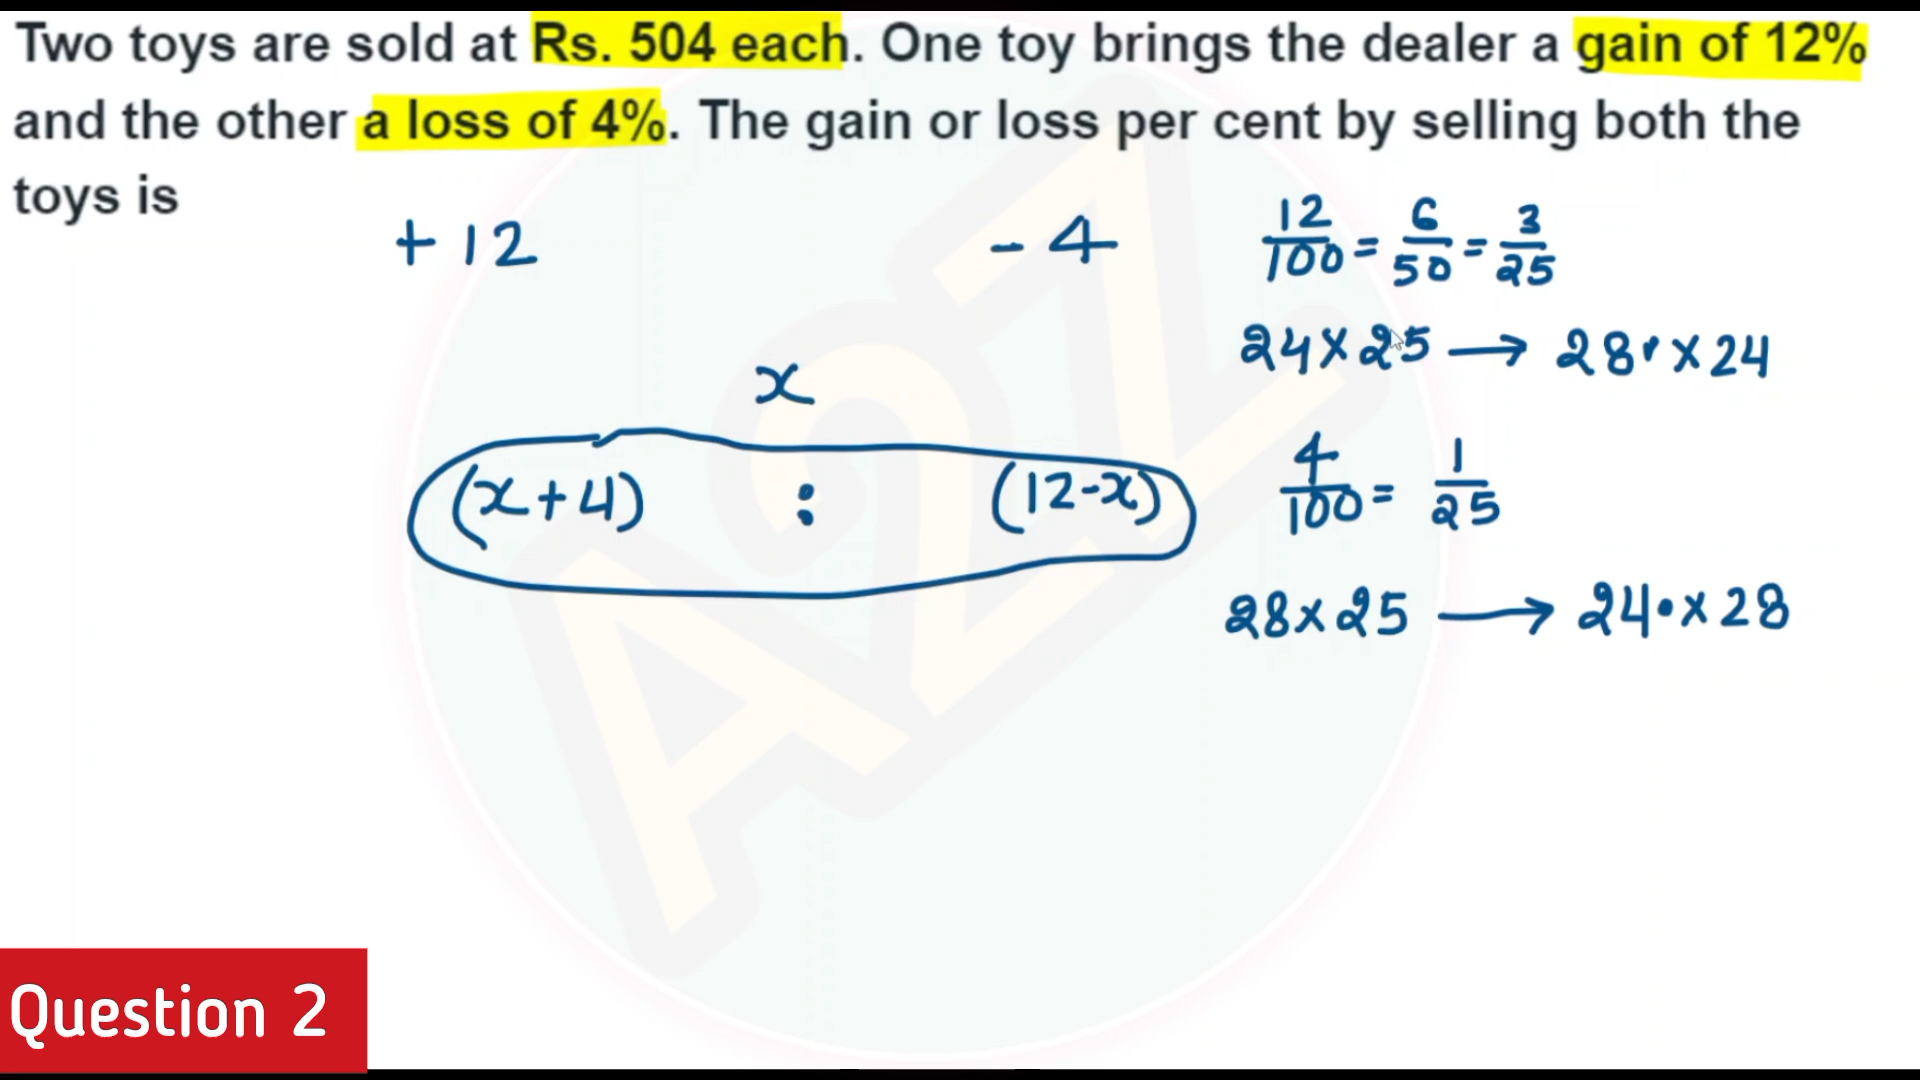 Two toys are sold at Rs. 504 each. One toy brings the dealer a gain of 12%
and the other a loss of 4%. The gain or loss per cent by selling both the
toys is
+12
-4
x
(x+4) : (12-x)
12/100 = 6/50 = 3/25
24×25 → 28·×24
4/100 = 1/25
28×25 → 24·×28
A2Z
Question 2